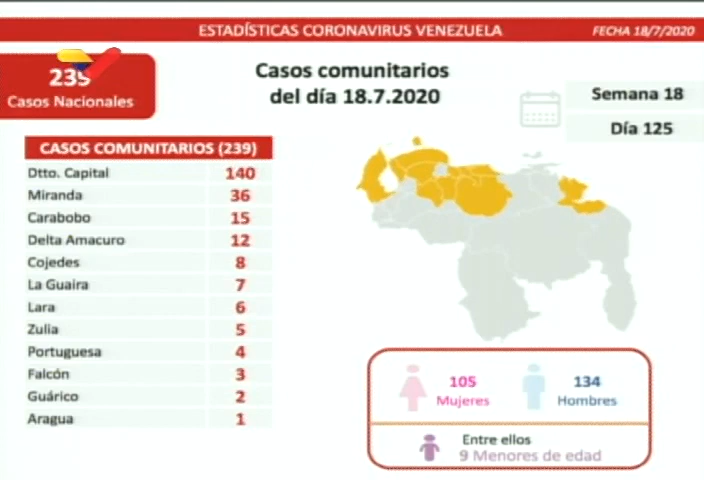 ESTADÍSTICAS CORONAVIRUS VENEZUELA
FECHA 18/7/2020
239
Casos Nacionales
Casos comunitarios
del día 18.7.2020
Semana 18
Día 125
CASOS COMUNITARIOS (239)
Dtto. Capital 140
Miranda 36
Carabobo 15
Delta Amacuro 12
Cojedes 8
La Guaira 7
Lara 6
Zulia 5
Portuguesa 4
Falcón 3
Guárico 2
Aragua 1
105
Mujeres
134
Hombres
Entre ellos
9 Menores de edad